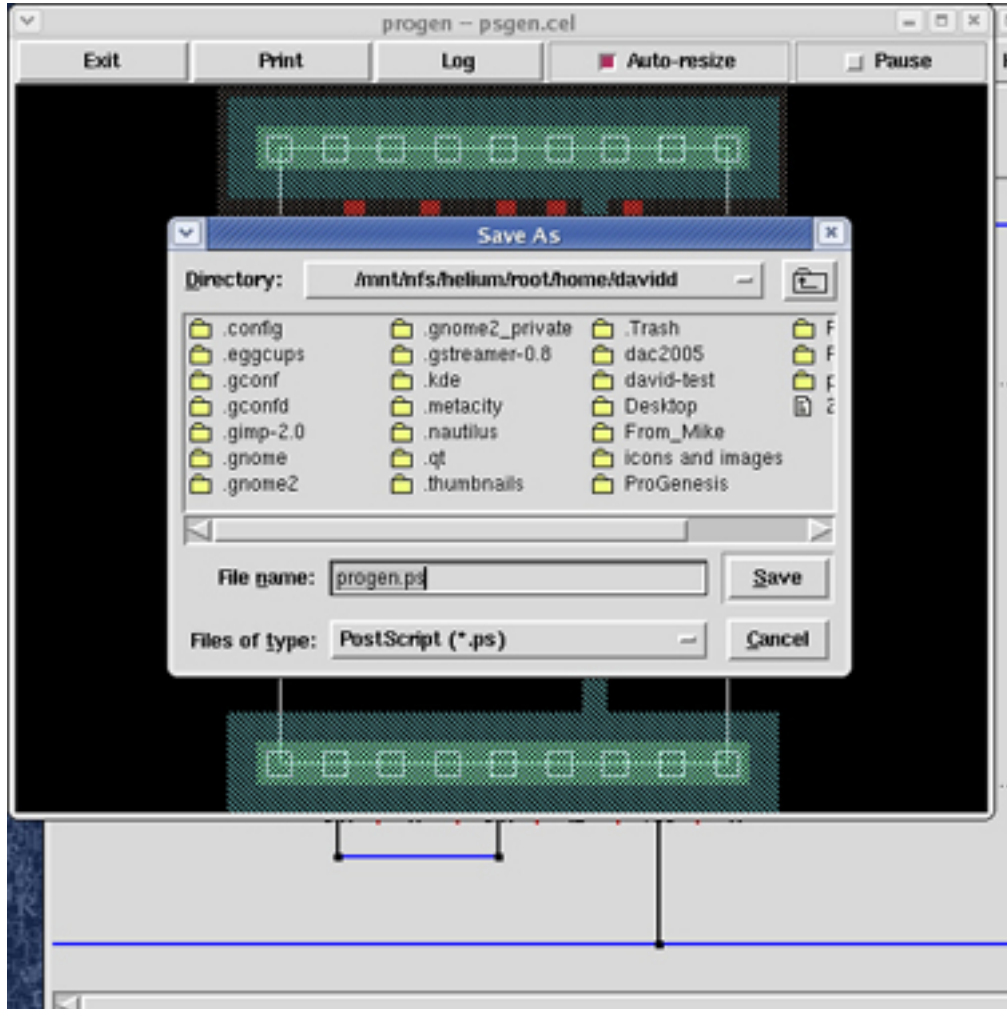 progen – psgen.cel
Exit Print Log Auto-resize Pause
Save As
Directory: /mnt/nfs/helium/root/home/davidd
.config .gnome2_private .Trash F
.eggcups .gstreamer-0.8 dac2005 F
.gconf .kde david-test
.gconfd .metacity Desktop
.gimp-2.0 .nautilus From_Mike
.gnome .qt icons and images
.gnome2 .thumbnails ProGenesis
File name: progen.ps Save
Files of type: PostScript (*.ps) Cancel